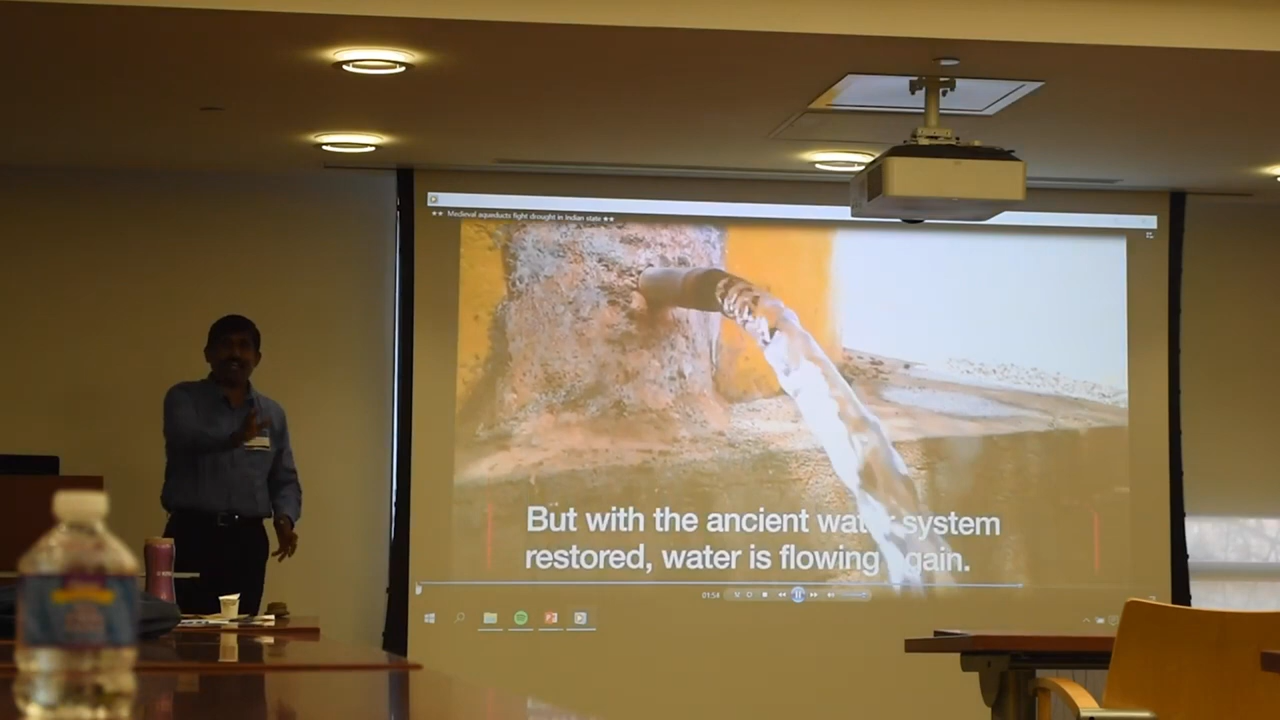 ★★ Medieval aqueducts fight drought in Indian state ★★
But with the ancient water system
restored, water is flowing again.
01:54